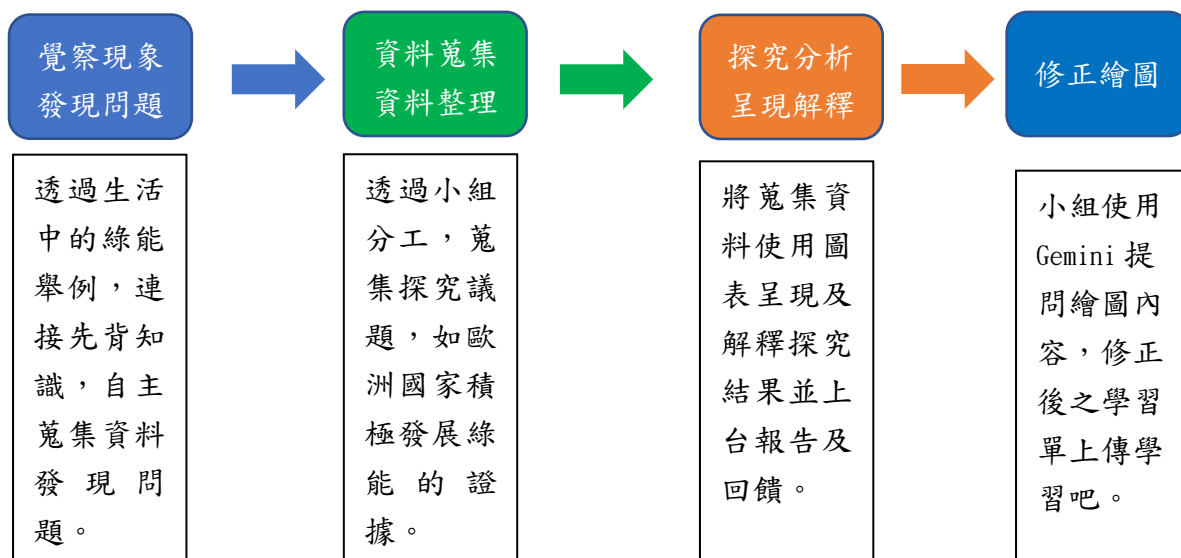 覺察現象
發現問題
資料蒐集
資料整理
探究分析
呈現解釋
修正繪圖
透過生活
中的綠能
舉例，連
接先背知
識，自主
蒐集資料
發現問
題。
透過小組
分工，蒐
集探究議
題，如歐
洲國家積
極發展綠
能的證
據。
將蒐集資
料使用圖
表呈現及
解釋探究
結果並上
台報告及
回饋。
小組使用
Gemini 提
問繪圖內
容，修正
後之學習
單上傳學
習吧。